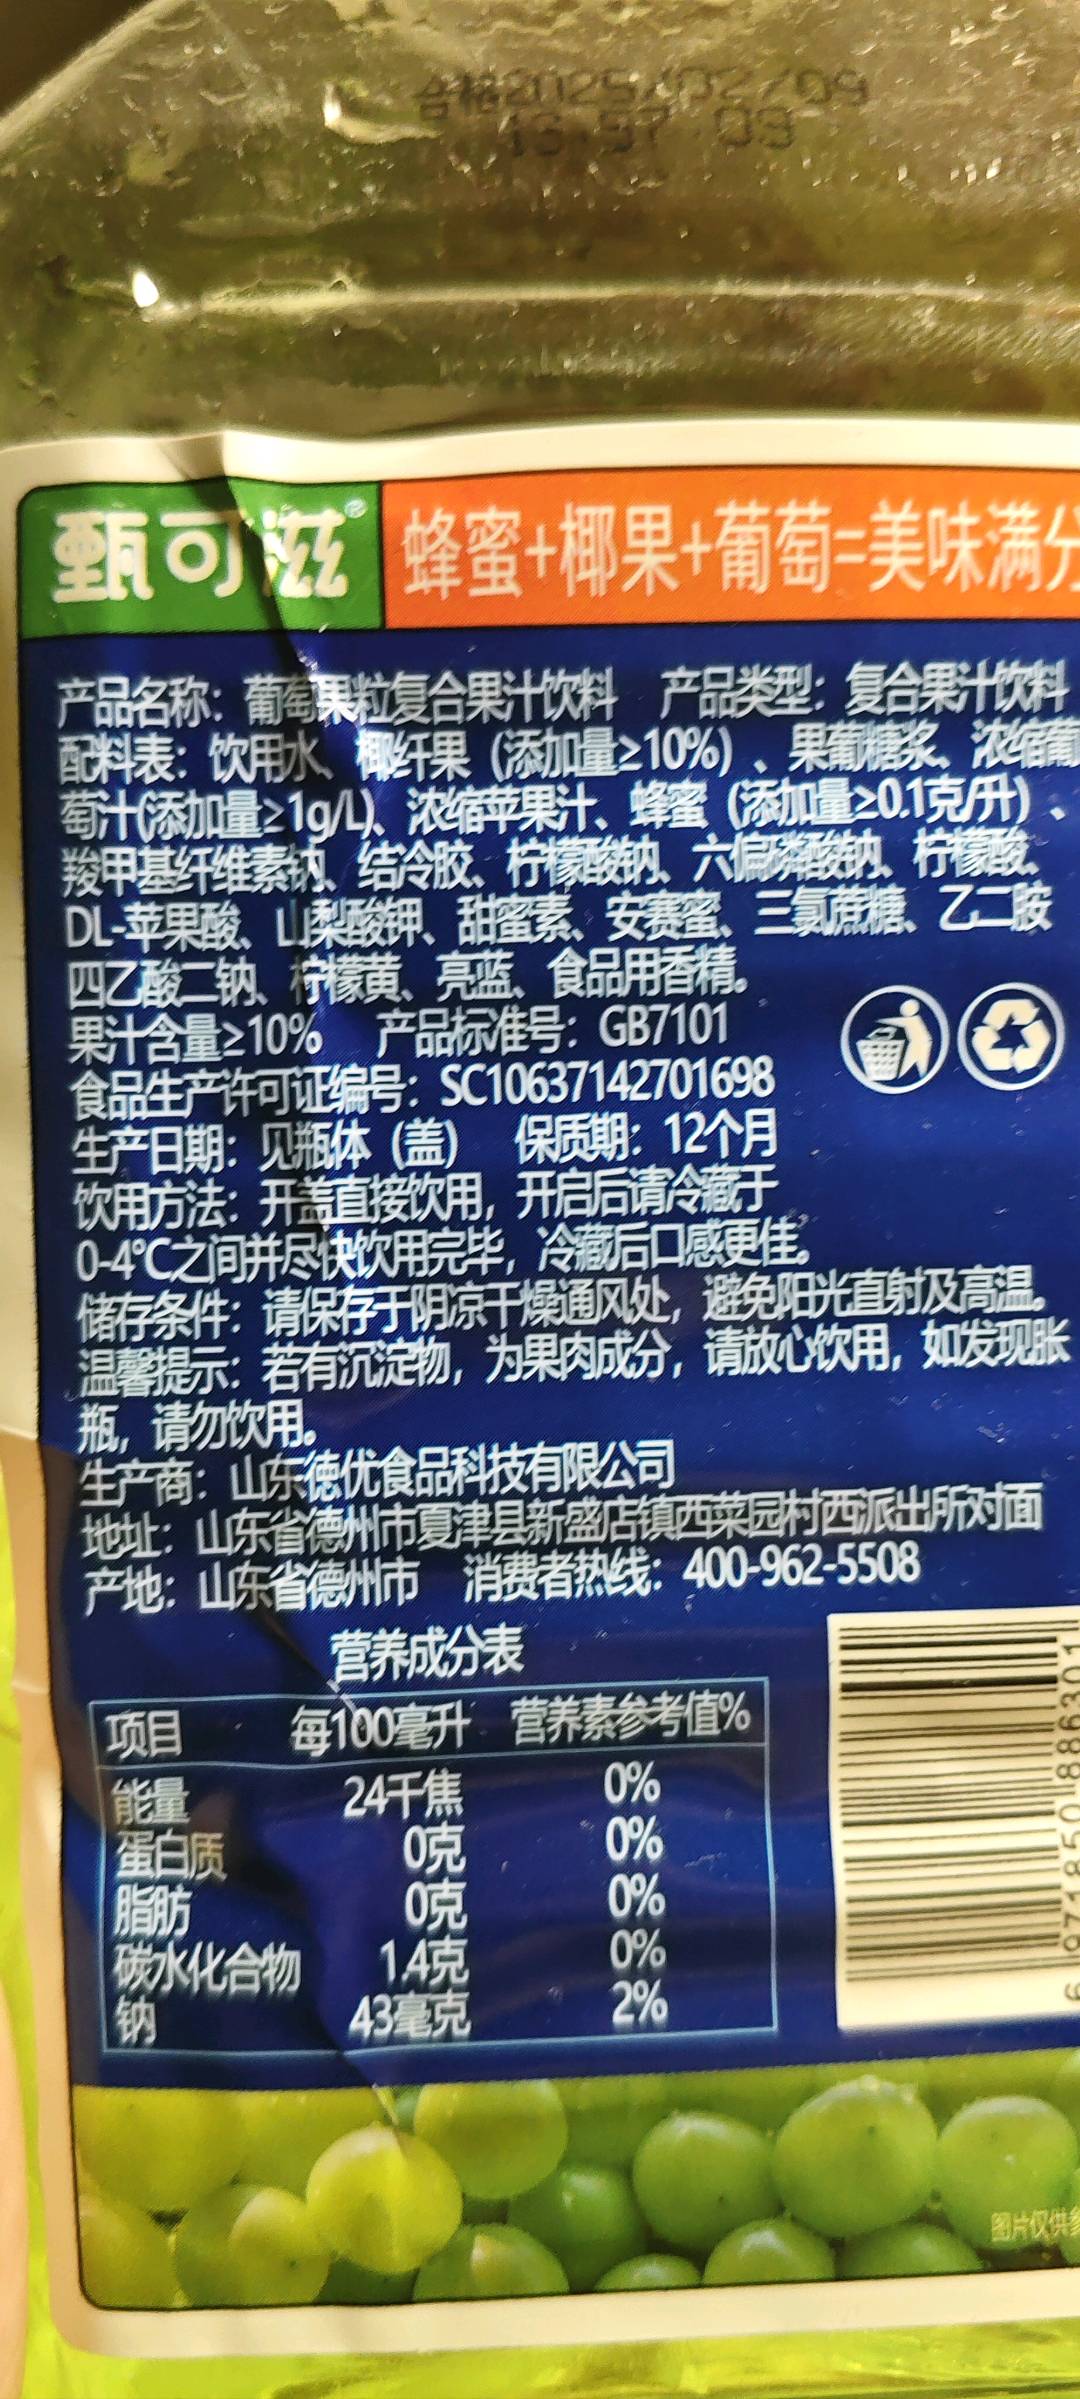 合格2025/02/09
甄可滋® 蜂蜜+椰果+葡萄=美味满分
产品名称：葡萄果粒复合果汁饮料 产品类型：复合果汁饮料
配料表：饮用水、椰纤果（添加量≥10%）、果葡糖浆、浓缩葡
萄汁(添加量≥1g/L)、浓缩苹果汁、蜂蜜（添加量≥0.1克/升）、
羧甲基纤维素钠、结冷胶、柠檬酸钠、六偏磷酸钠、柠檬酸、
DL-苹果酸、山梨酸钾、甜蜜素、安赛蜜、三氯蔗糖、乙二胺
四乙酸二钠、柠檬黄、亮蓝、食品用香精。
果汁含量≥10% 产品标准号：GB7101
食品生产许可证编号：SC10637142701698
生产日期：见瓶体（盖） 保质期：12个月
饮用方法：开盖直接饮用，开启后请冷藏于
0-4℃之间并尽快饮用完毕，冷藏后口感更佳。
储存条件：请保存于阴凉干燥通风处，避免阳光直射及高温。
温馨提示：若有沉淀物，为果肉成分，请放心饮用，如发现胀
瓶，请勿饮用。
生产商：山东德优食品科技有限公司
地址：山东省德州市夏津县新盛店镇西菜园村西派出所对面
产地：山东省德州市 消费者热线：400-962-5508
营养成分表
项目 每100毫升 营养素参考值%
能量 24千焦 0%
蛋白质 0克 0%
脂肪 0克 0%
碳水化合物 1.4克 0%
钠 43毫克 2%
6 971850 886301
图片仅供